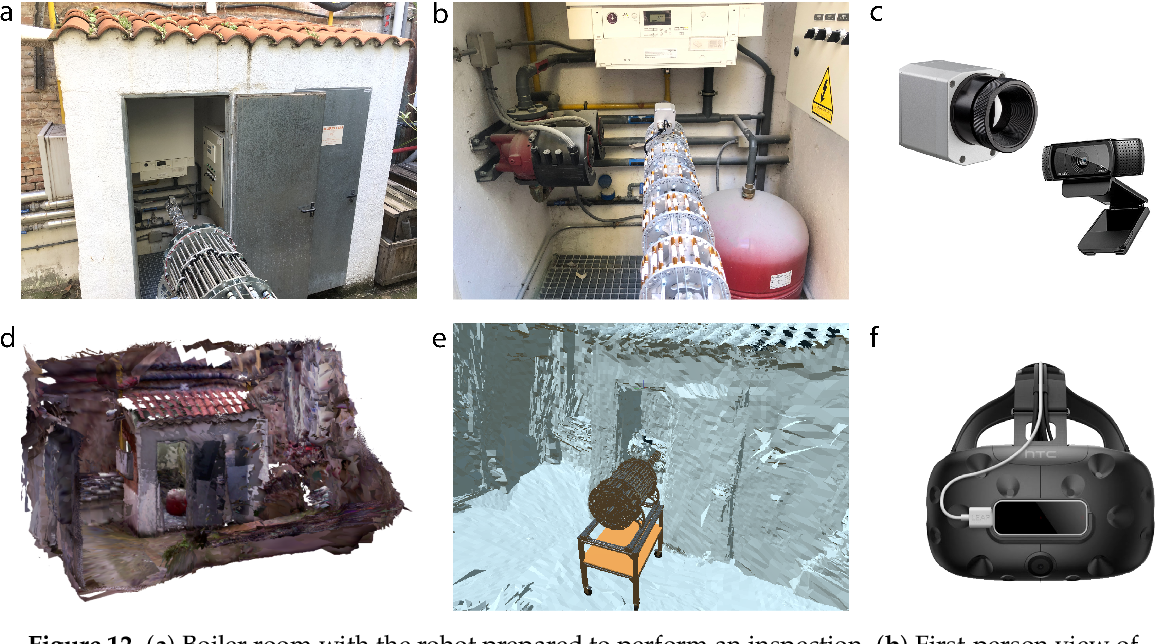 a
b
c
d
e
f
HTC
Figure 12. (a) Boiler room with the robot prepared to perform an inspection. (b) First-person view of